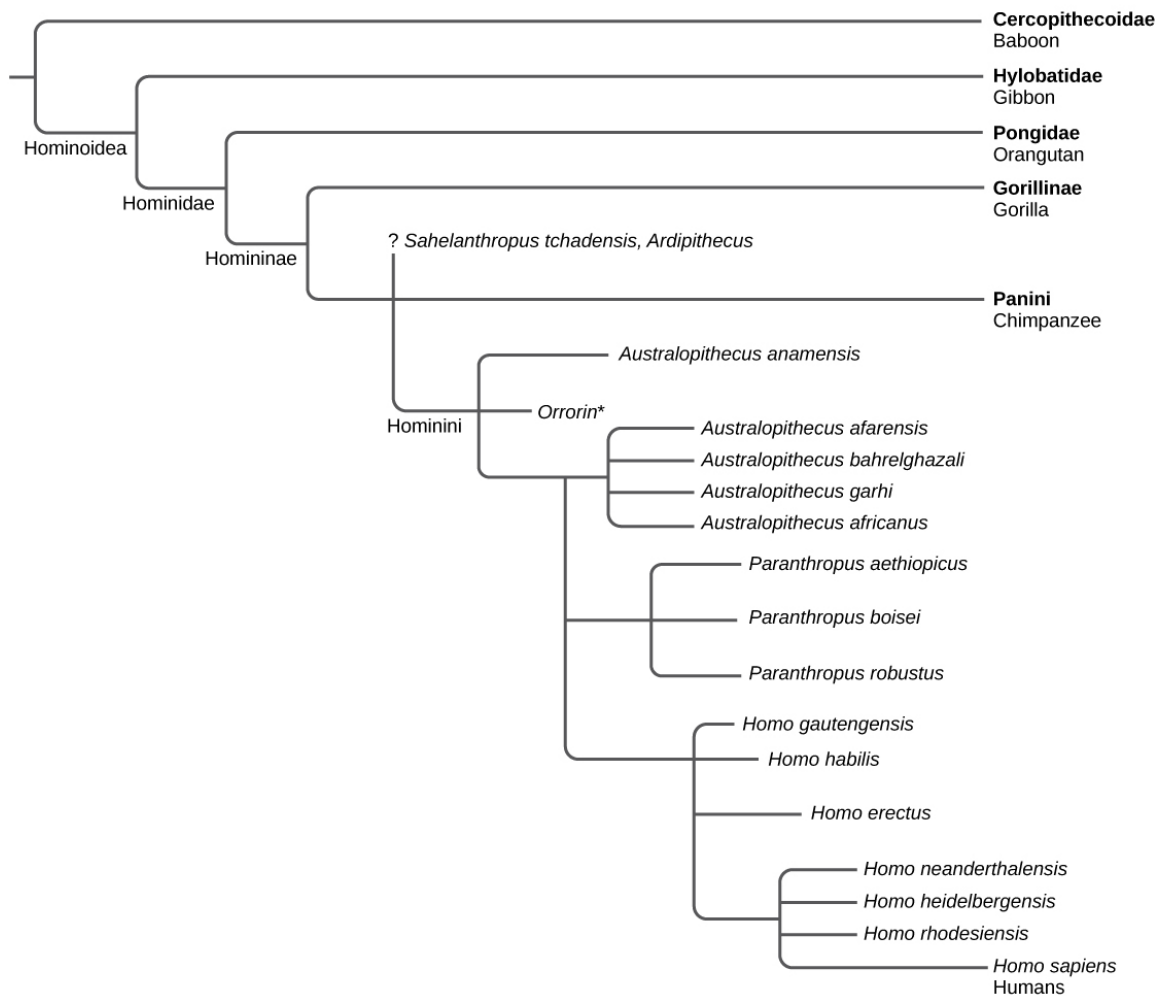 Cercopithecoidae
Baboon
Hylobatidae
Gibbon
Hominoidea
Pongidae
Orangutan
Hominidae
Gorillinae
Gorilla
? Sahelanthropus tchadensis, Ardipithecus
Homininae
Panini
Chimpanzee
Australopithecus anamensis
Orrorin*
Hominini
Australopithecus afarensis
Australopithecus bahrelghazali
Australopithecus garhi
Australopithecus africanus
Paranthropus aethiopicus
Paranthropus boisei
Paranthropus robustus
Homo gautengensis
Homo habilis
Homo erectus
Homo neanderthalensis
Homo heidelbergensis
Homo rhodesiensis
Homo sapiens
Humans